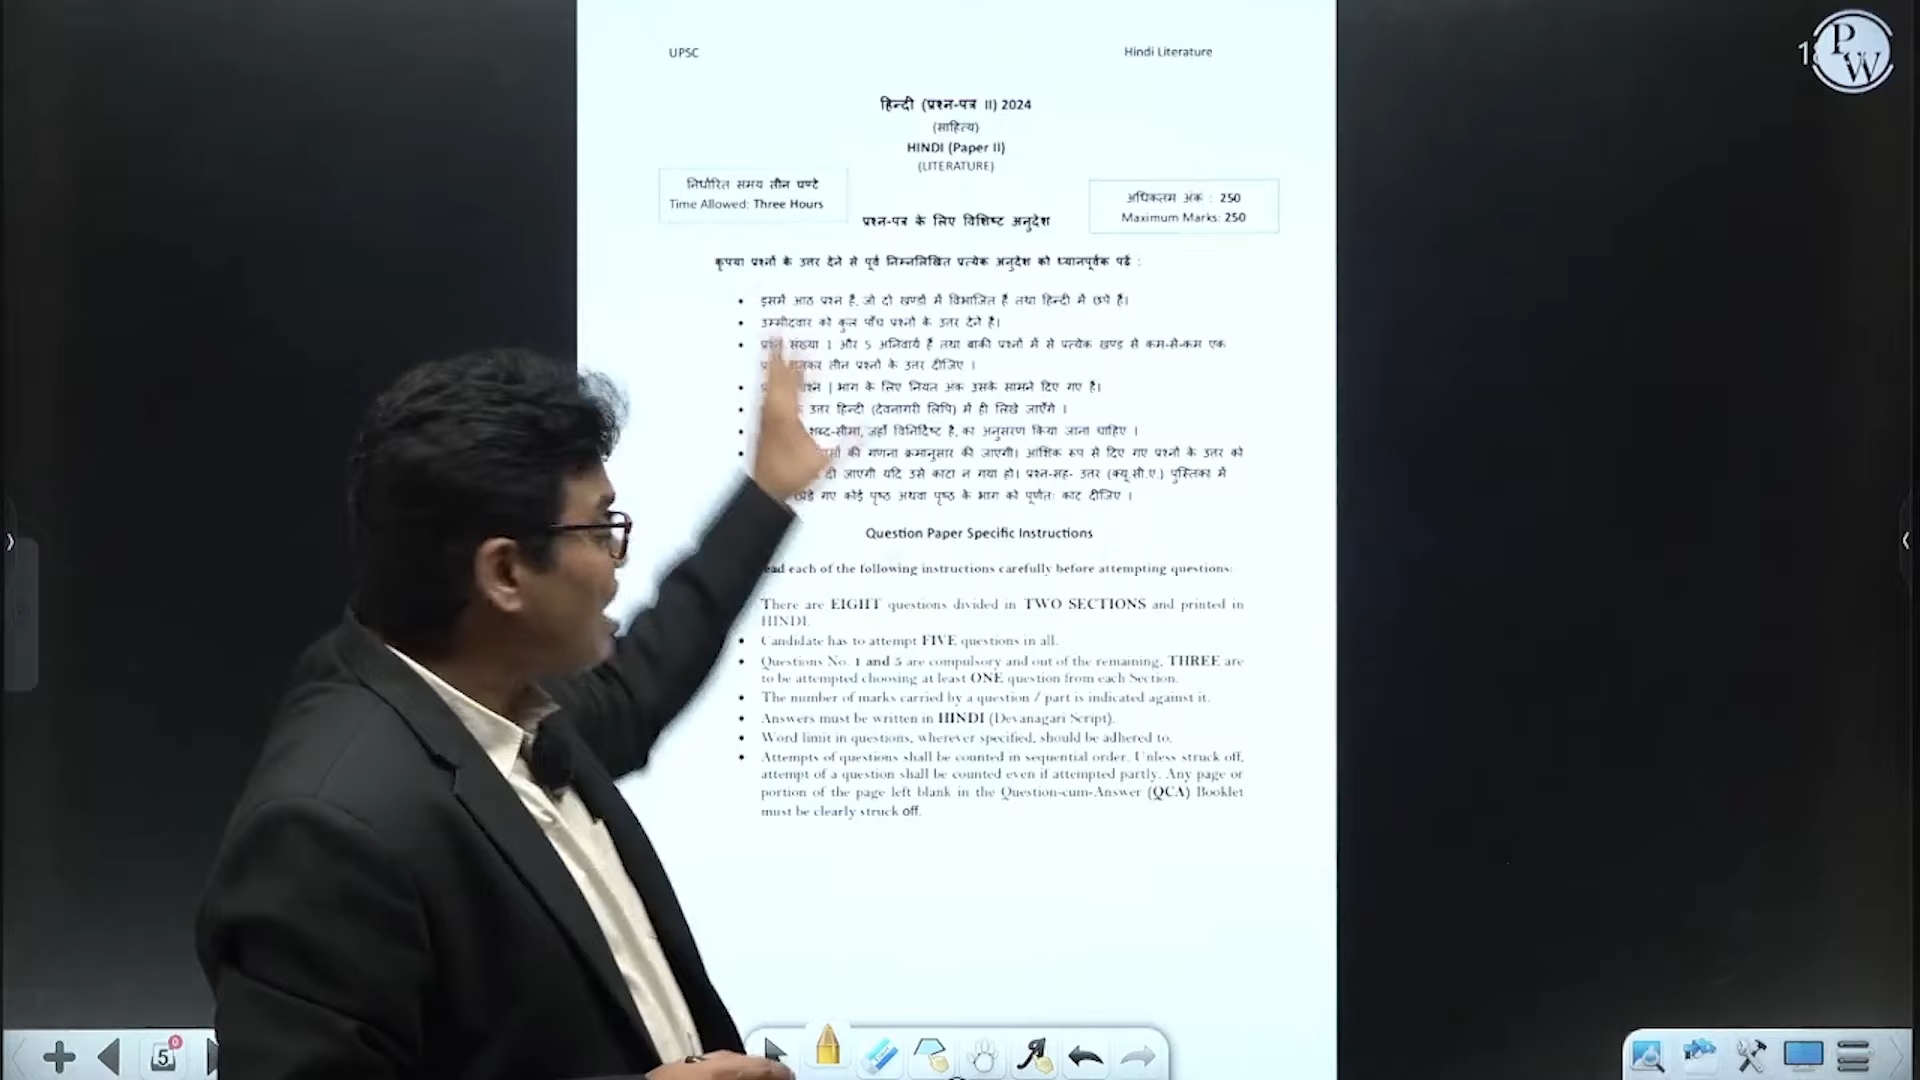 UPSC
Hindi Literature
PW
हिन्दी (प्रश्न-पत्र II) 2024
(साहित्य)
HINDI (Paper II)
(LITERATURE)
निर्धारित समय तीन घण्टे
Time Allowed: Three Hours
अधिकतम अंक : 250
Maximum Marks: 250
प्रश्न-पत्र के लिए विशिष्ट अनुदेश
कृपया प्रश्नों के उत्तर देने से पूर्व निम्नलिखित प्रत्येक अनुदेश को ध्यानपूर्वक पढ़ें :
इसमें आठ प्रश्न हैं, जो दो खण्डों में विभाजित हैं तथा हिन्दी में छपे हैं।
उम्मीदवार को कुल पाँच प्रश्नों के उत्तर देने हैं।
प्रश्न संख्या 1 और 5 अनिवार्य हैं तथा बाकी प्रश्नों में से प्रत्येक खण्ड से कम-से-कम एक
तीन प्रश्नों के उत्तर दीजिए ।
भाग के लिए नियत अंक उसके सामने दिए गए हैं।
उत्तर हिन्दी (देवनागरी लिपि) में ही लिखे जाएँगे ।
शब्द-सीमा, जहाँ विनिर्दिष्ट है, का अनुसरण किया जाना चाहिए ।
की गणना क्रमानुसार की जाएगी। आंशिक रूप से दिए गए प्रश्नों के उत्तर को
दी जाएगी यदि उसे काटा न गया हो। प्रश्न-सह- उत्तर (क्यू.सी.ए.) पुस्तिका में
गए कोई पृष्ठ अथवा पृष्ठ के भाग को पूर्णतः काट दीजिए ।
Question Paper Specific Instructions
each of the following instructions carefully before attempting questions:
There are EIGHT questions divided in TWO SECTIONS and printed in
HINDI.
Candidate has to attempt FIVE questions in all.
Questions No. 1 and 5 are compulsory and out of the remaining, THREE are
to be attempted choosing at least ONE question from each Section.
The number of marks carried by a question / part is indicated against it.
Answers must be written in HINDI (Devanagari Script).
Word limit in questions, wherever specified, should be adhered to.
Attempts of questions shall be counted in sequential order. Unless struck off,
attempt of a question shall be counted even if attempted partly. Any page or
portion of the page left blank in the Question-cum-Answer (QCA) Booklet
must be clearly struck off.
5
0